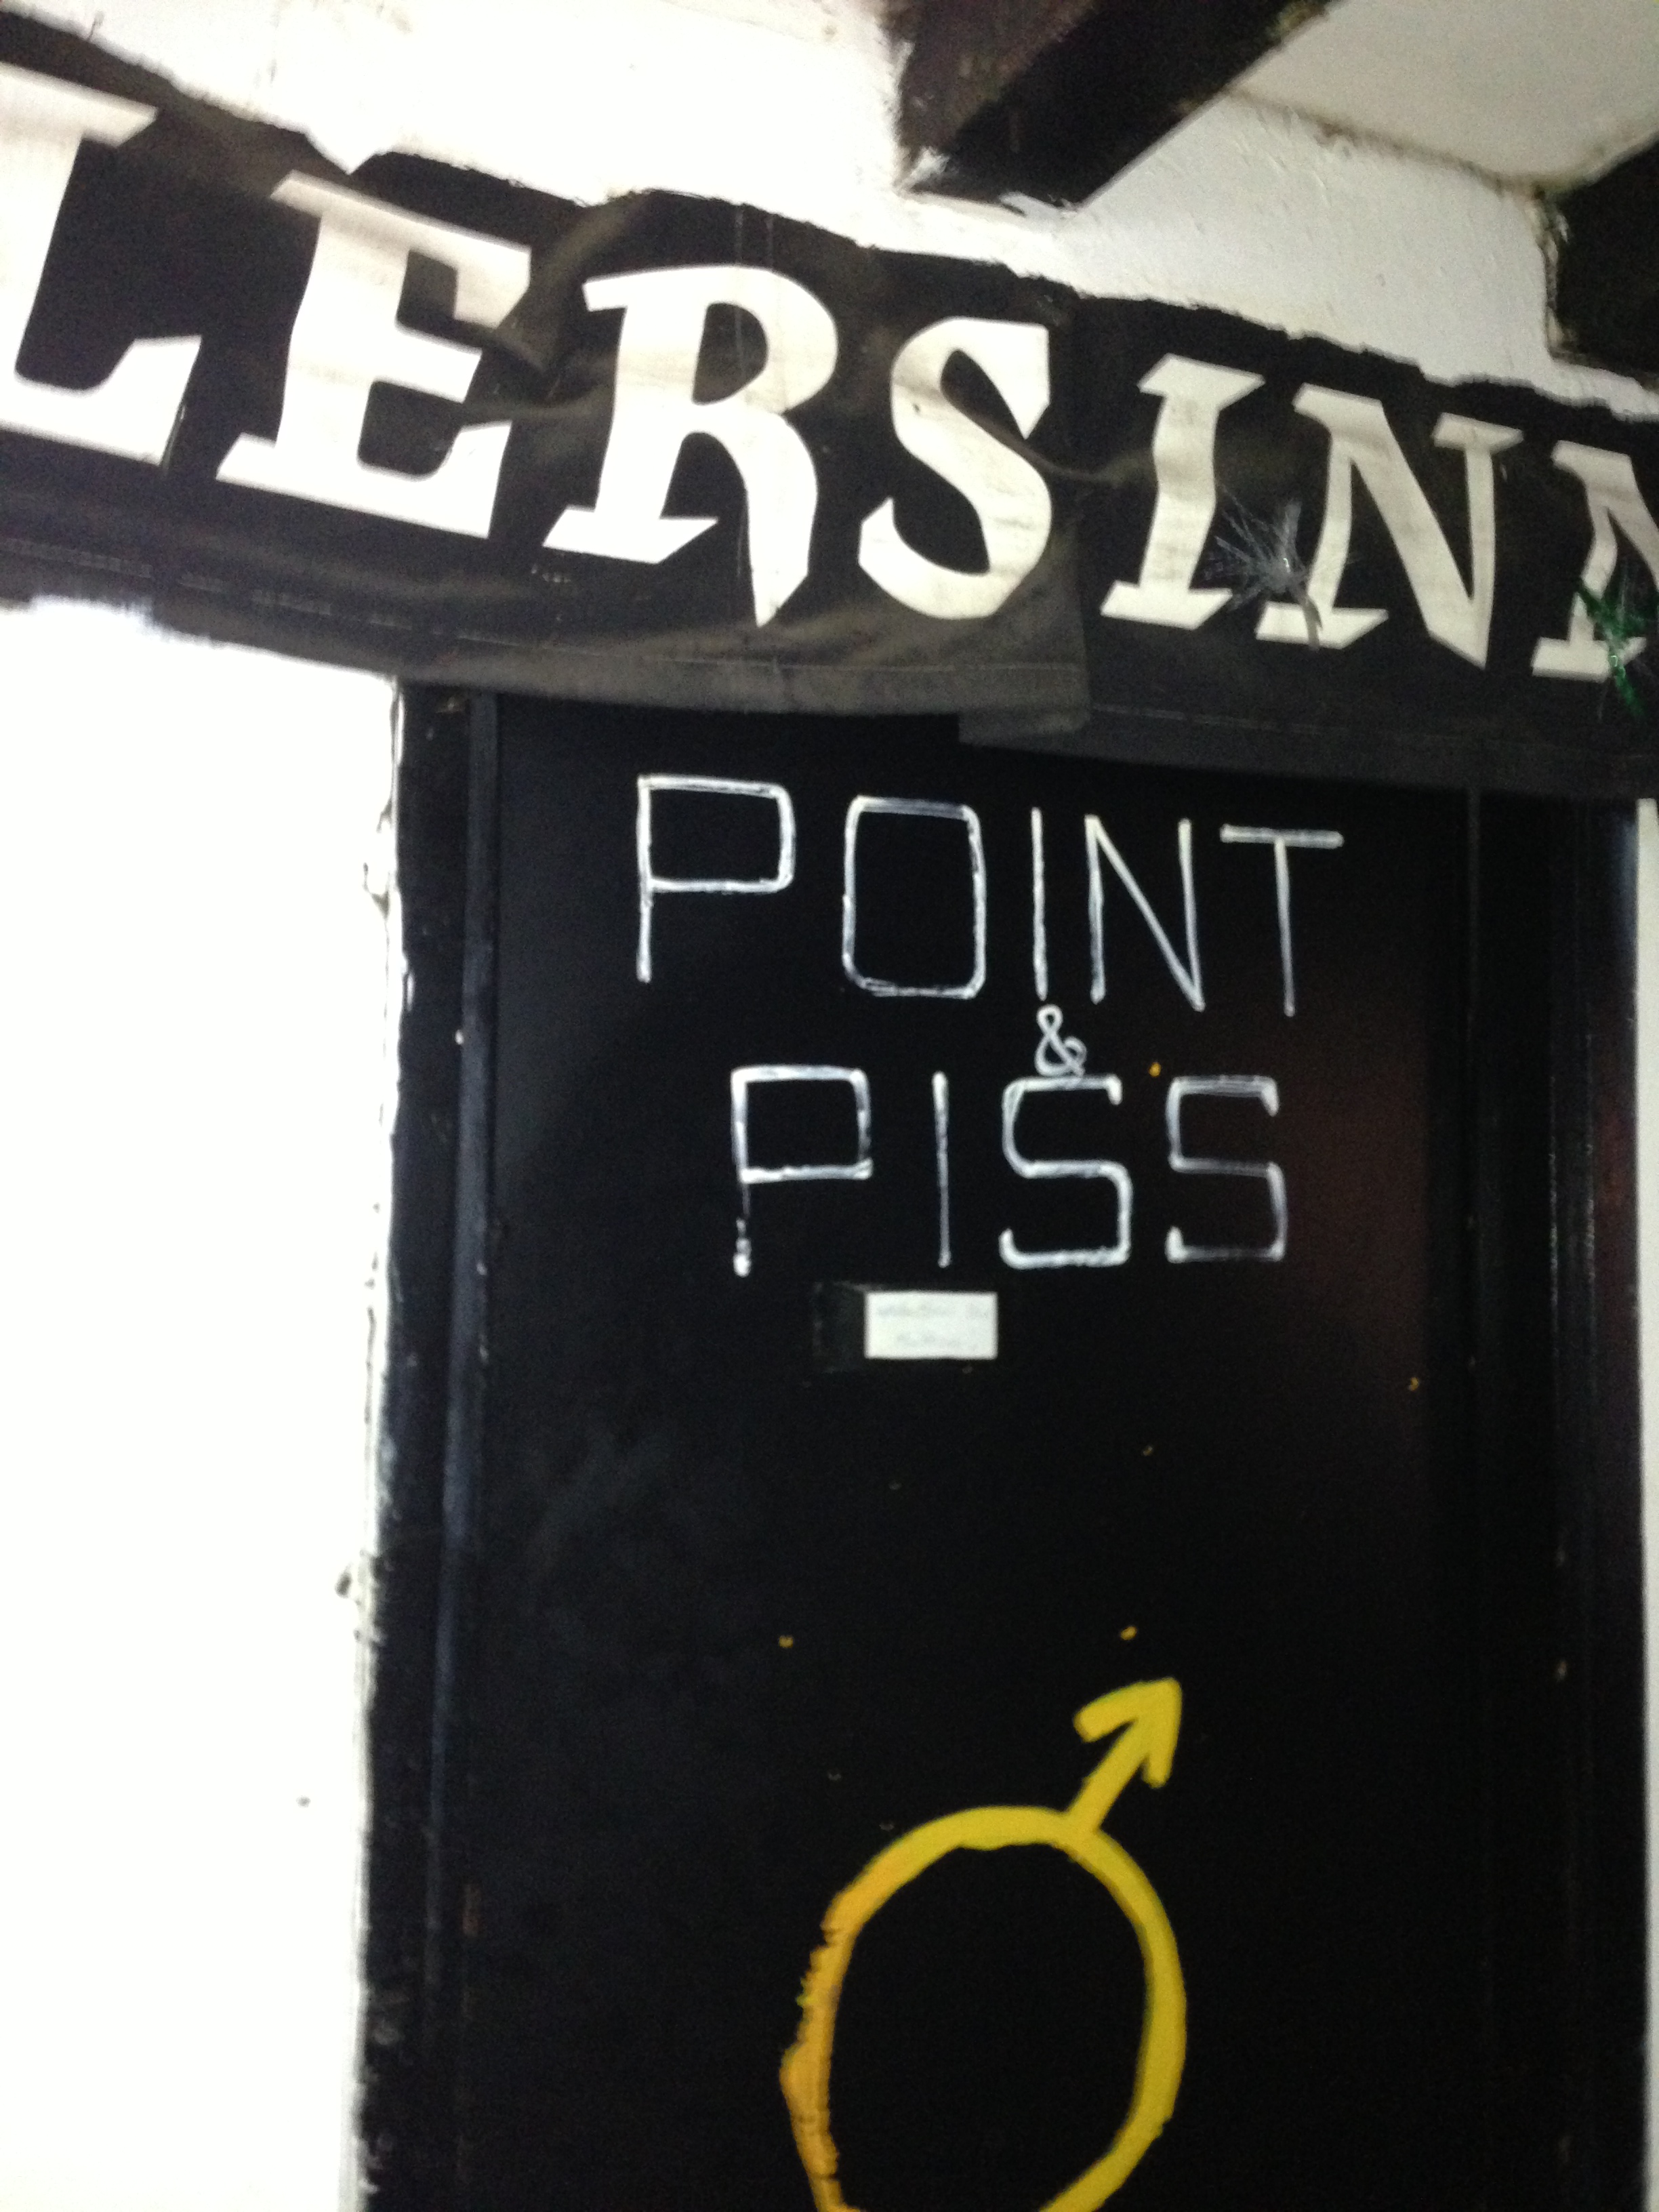 LERSINN
POINT
&
PISS